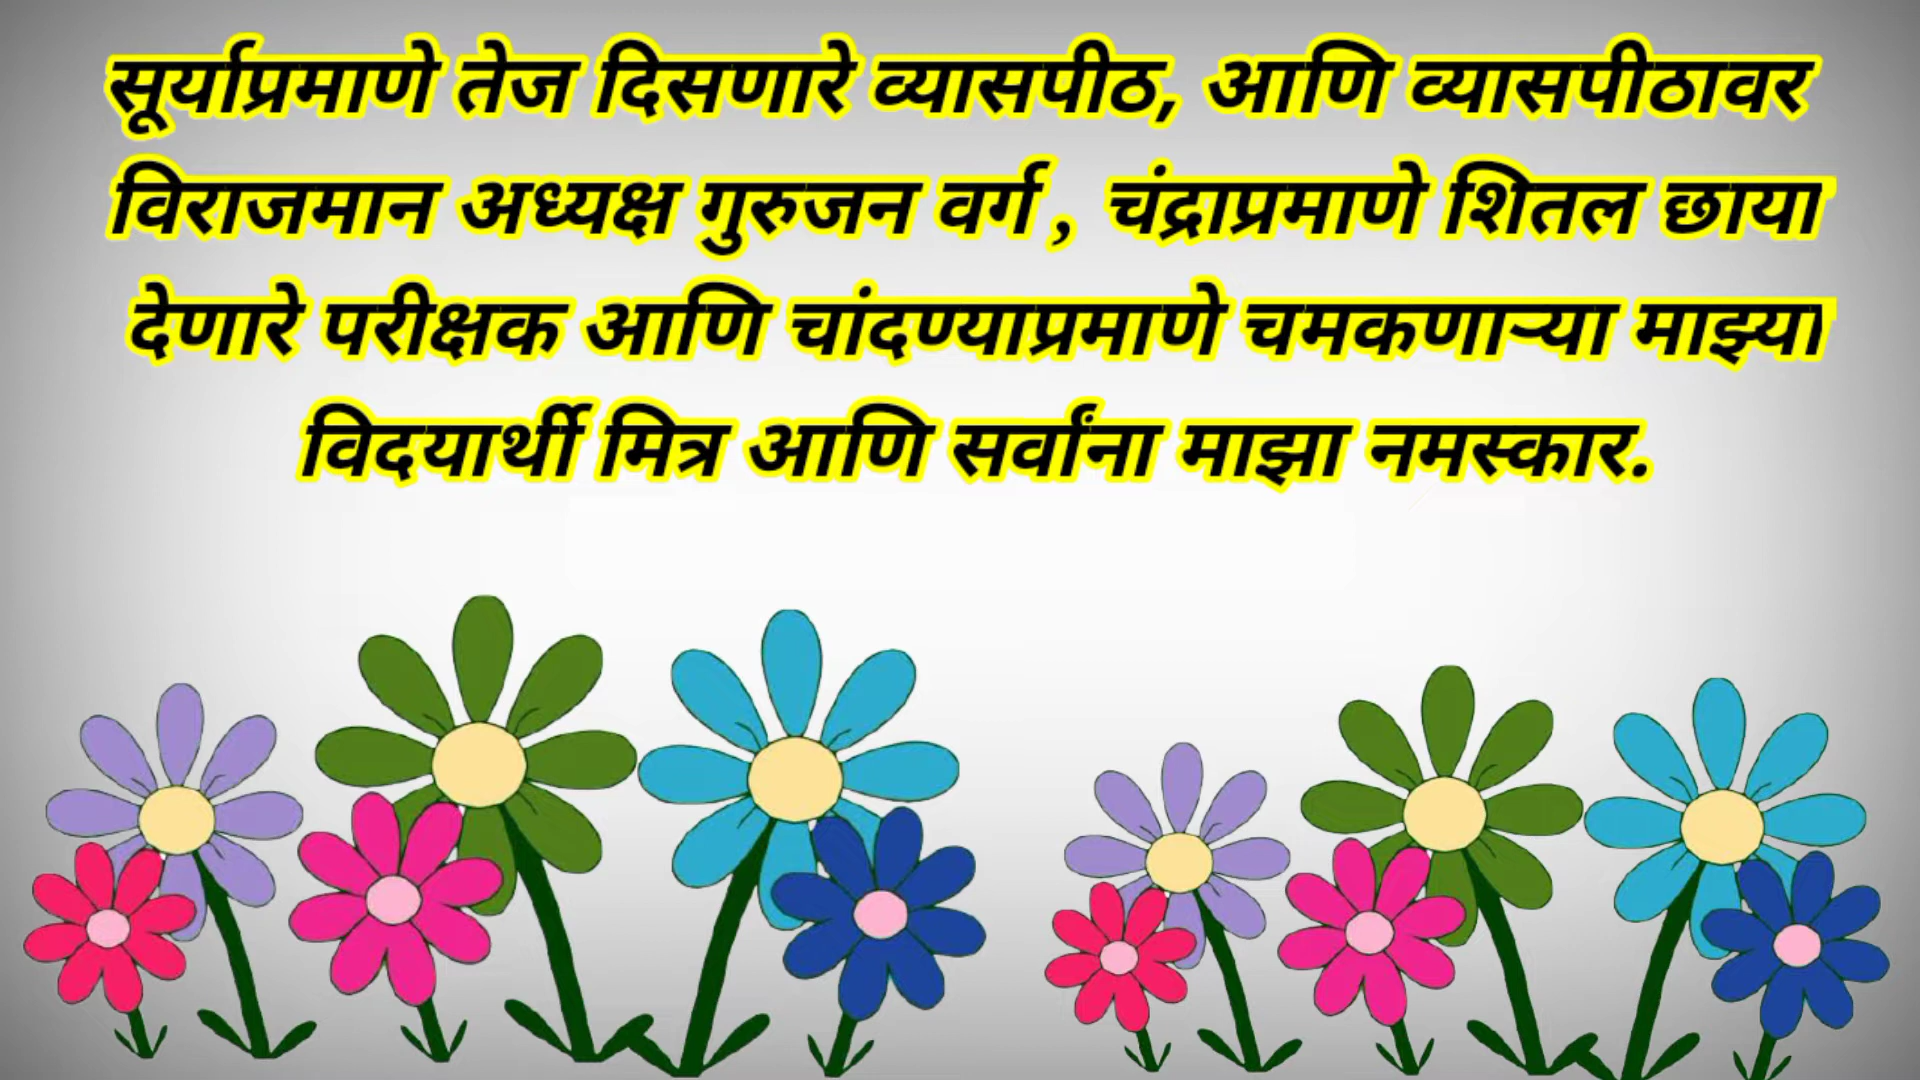 सूर्याप्रमाणे तेज दिसणारे व्यासपीठ, आणि व्यासपीठावर
विराजमान अध्यक्ष गुरुजन वर्ग , चंद्राप्रमाणे शितल छाया
देणारे परीक्षक आणि चांदण्याप्रमाणे चमकणाऱ्या माझ्या
विदयार्थी मित्र आणि सर्वांना माझा नमस्कार.